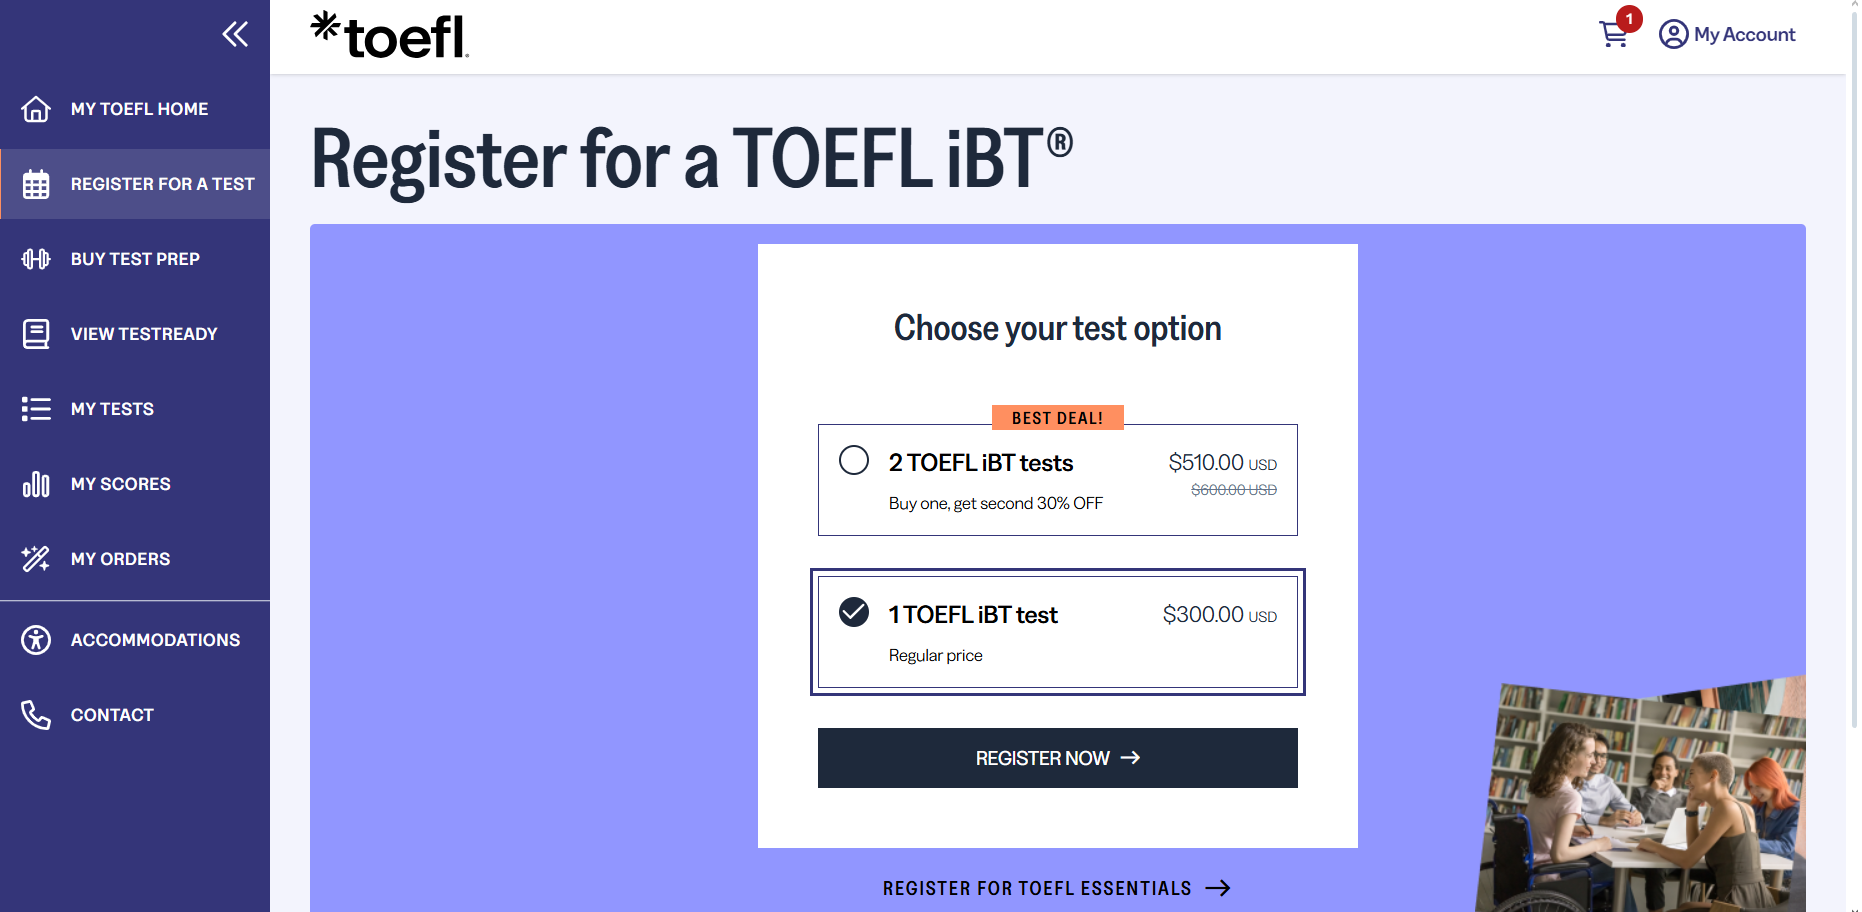 toefl
1
My Account
MY TOEFL HOME
REGISTER FOR A TEST
BUY TEST PREP
VIEW TESTREADY
MY TESTS
MY SCORES
MY ORDERS
ACCOMMODATIONS
CONTACT
Register for a TOEFL iBT®
Choose your test option
BEST DEAL!
2 TOEFL iBT tests $510.00 USD
$600.00 USD
Buy one, get second 30% OFF
1 TOEFL iBT test $300.00 USD
Regular price
REGISTER NOW →
REGISTER FOR TOEFL ESSENTIALS →